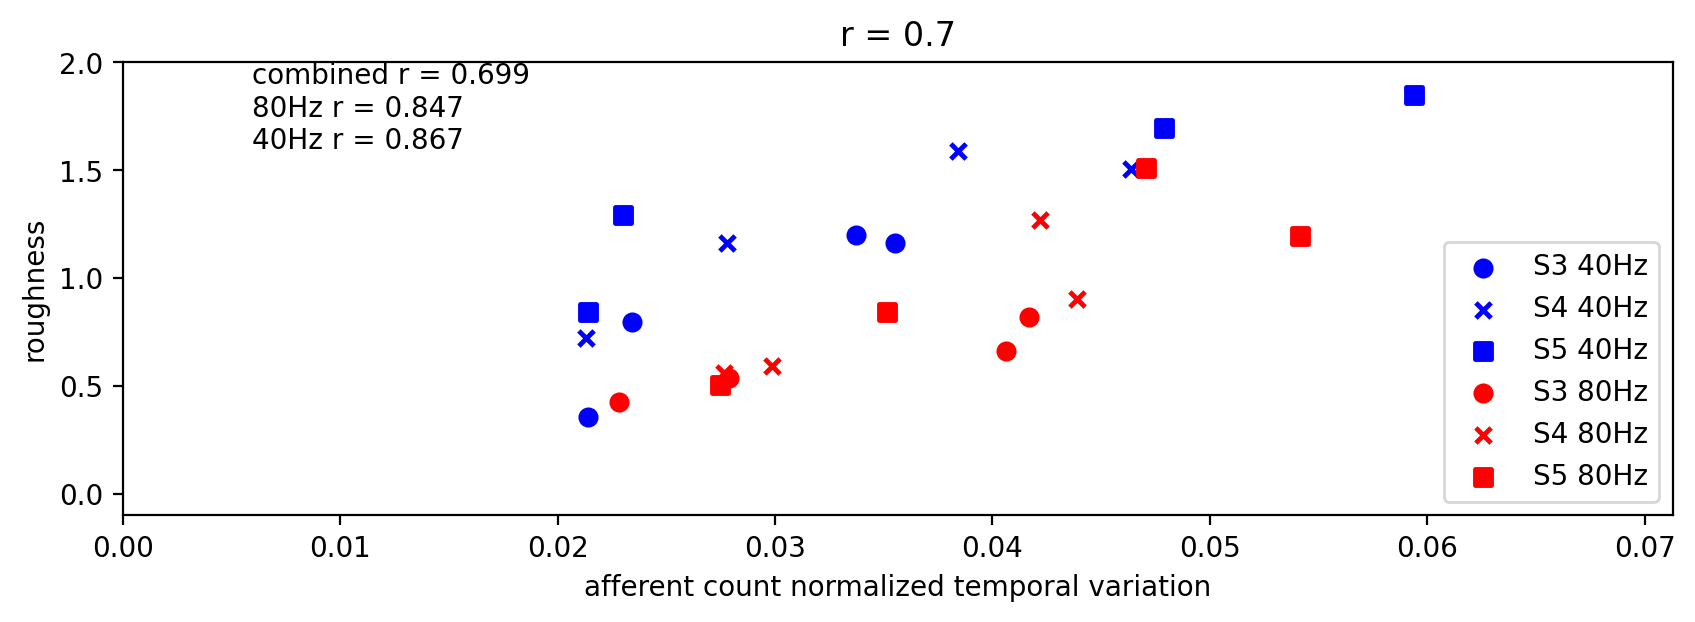 r = 0.7
combined r = 0.699
80Hz r = 0.847
40Hz r = 0.867
2.0
1.5
1.0
0.5
0.0
roughness
S3 40Hz
S4 40Hz
S5 40Hz
S3 80Hz
S4 80Hz
S5 80Hz
0.00 0.01 0.02 0.03 0.04 0.05 0.06 0.07
afferent count normalized temporal variation